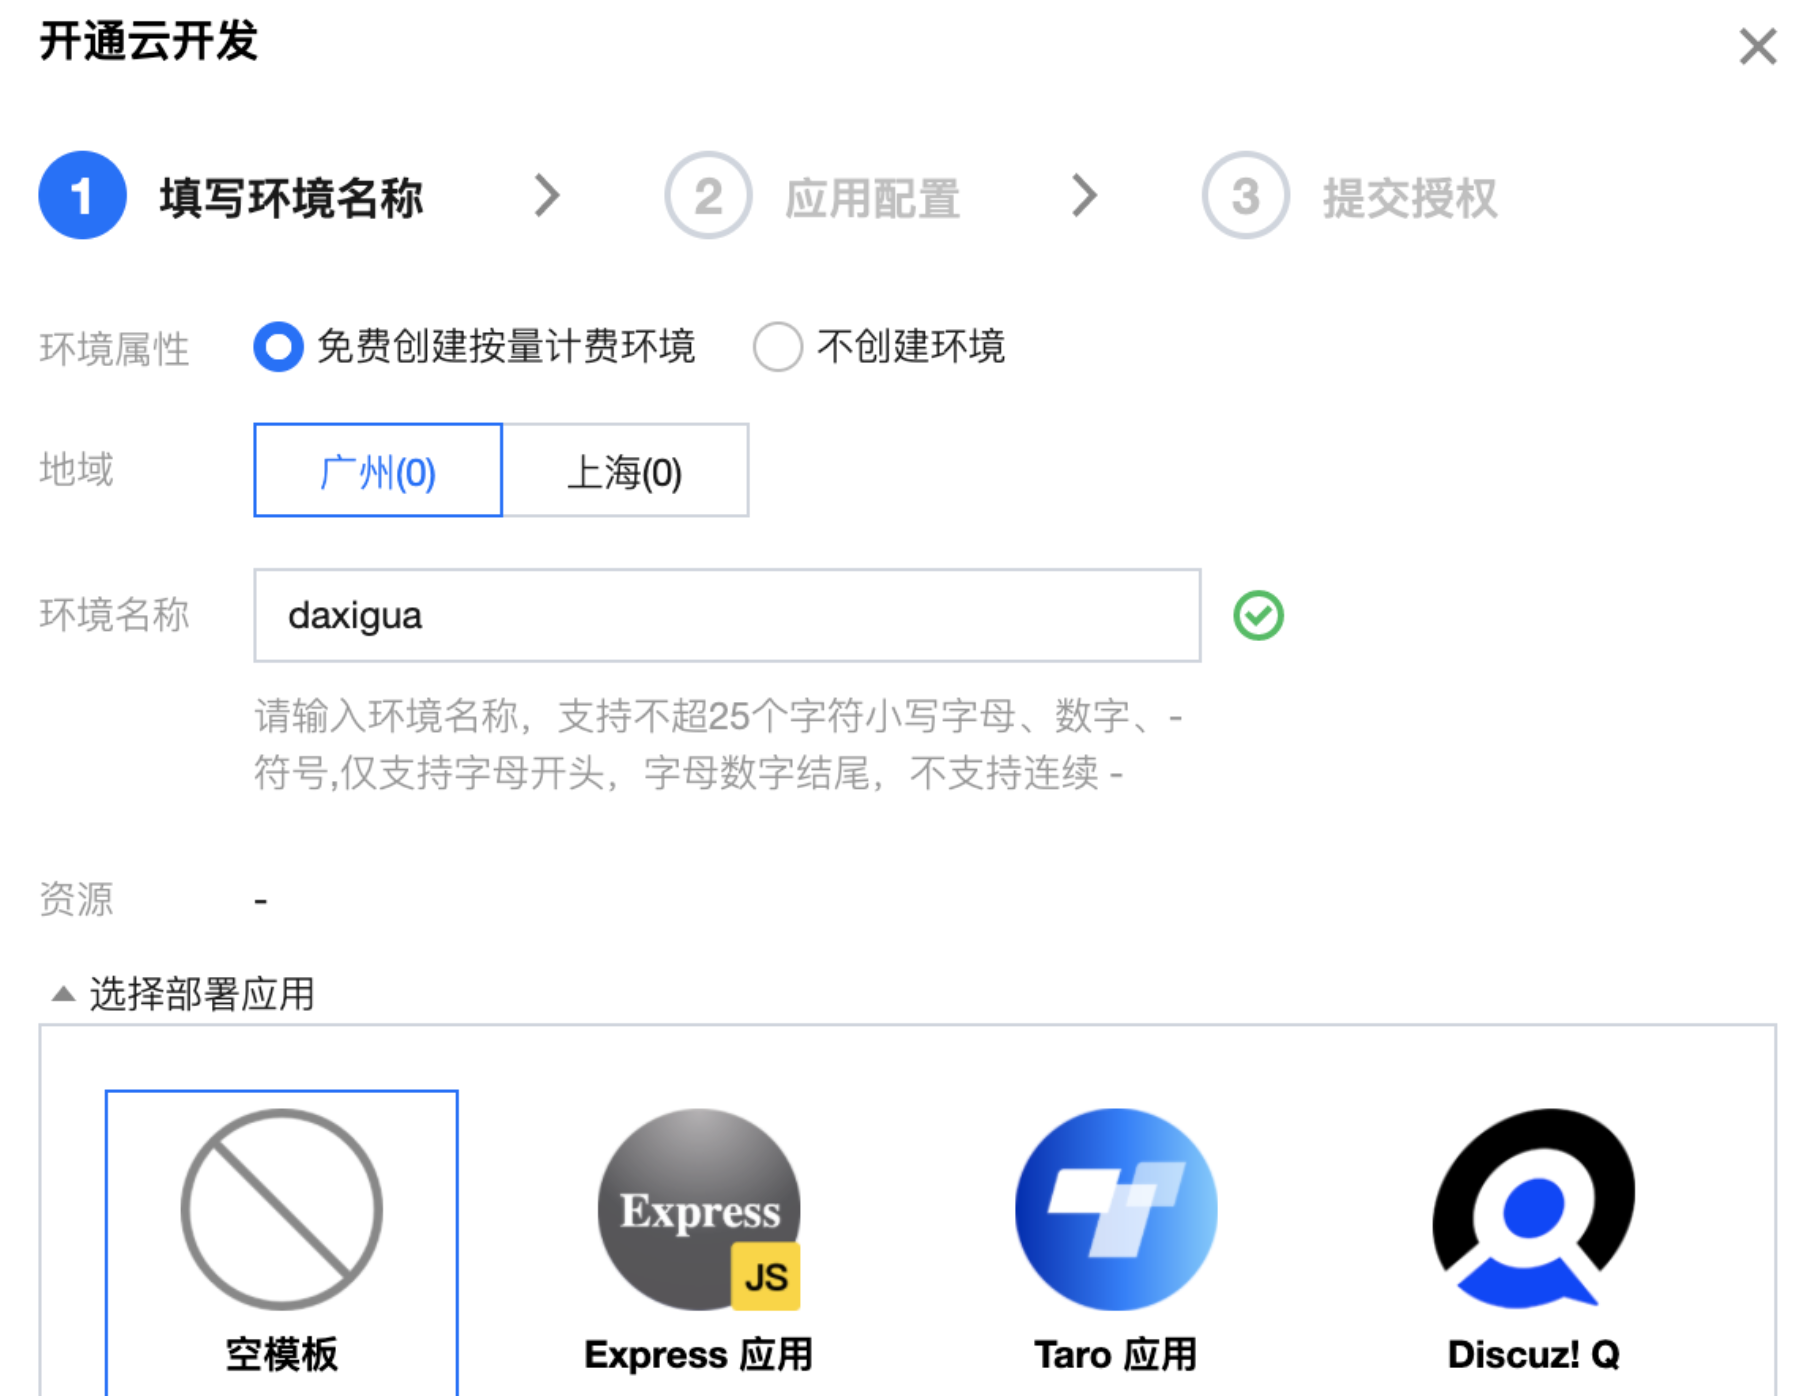 开通云开发
1 填写环境名称 2 应用配置 3 提交授权
环境属性 免费创建按量计费环境 不创建环境
地域 广州(0) 上海(0)
环境名称 daxigua
请输入环境名称，支持不超25个字符小写字母、数字、-
符号,仅支持字母开头，字母数字结尾，不支持连续 -
资源 -
选择部署应用
Express
JS
空模板 Express 应用 Taro 应用 Discuz! Q